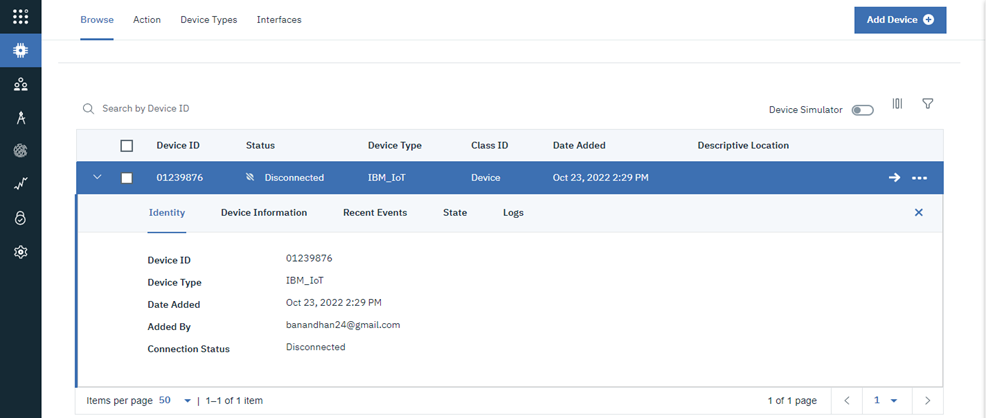 Browse Action Device Types Interfaces Add Device
Search by Device ID
Device Simulator
Device ID Status Device Type Class ID Date Added Descriptive Location
01239876 Disconnected IBM_IoT Device Oct 23, 2022 2:29 PM
Identity Device Information Recent Events State Logs
Device ID 01239876
Device Type IBM_IoT
Date Added Oct 23, 2022 2:29 PM
Added By banandhan24@gmail.com
Connection Status Disconnected
Items per page 50 | 1–1 of 1 item 1 of 1 page 1